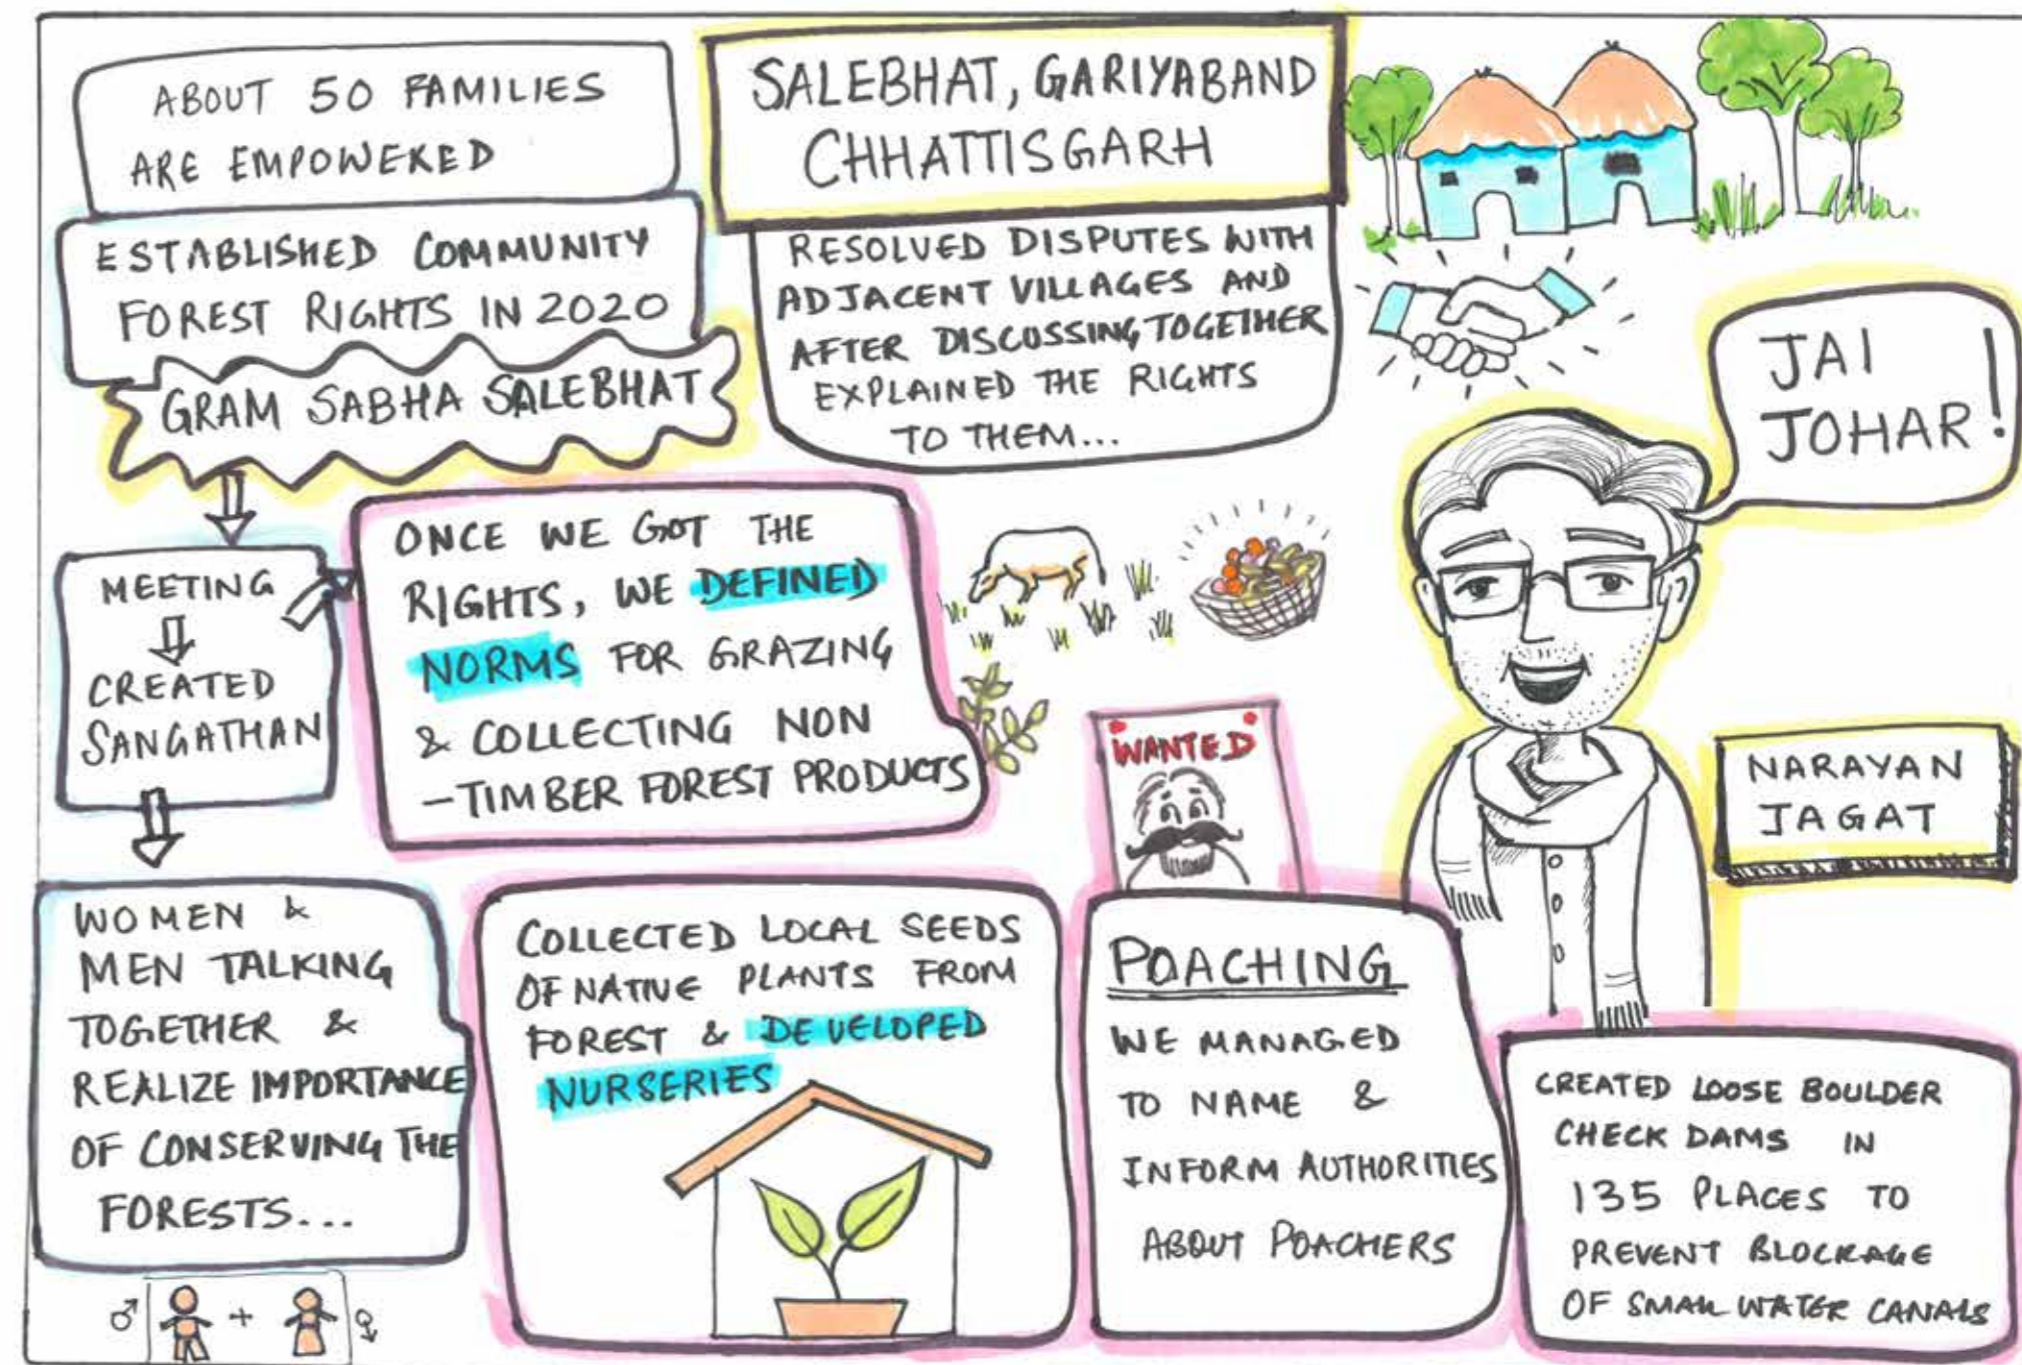 ABOUT 50 FAMILIES
ARE EMPOWERED
ESTABLISHED COMMUNITY
FOREST RIGHTS IN 2020
GRAM SABHA SALEBHAT
SALEBHAT, GARIYABAND
CHHATTISGARH
RESOLVED DISPUTES WITH
ADJACENT VILLAGES AND
AFTER DISCUSSING TOGETHER
EXPLAINED THE RIGHTS
TO THEM...
JAI
JOHAR!
MEETING
CREATED
SANGATHAN
ONCE WE GOT THE
RIGHTS, WE DEFINED
NORMS FOR GRAZING
& COLLECTING NON
-TIMBER FOREST PRODUCTS
WANTED
NARAYAN
JAGAT
WOMEN &
MEN TALKING
TOGETHER &
REALIZE IMPORTANCE
OF CONSERVING THE
FORESTS...
COLLECTED LOCAL SEEDS
OF NATIVE PLANTS FROM
FOREST & DEVELOPED
NURSERIES
POACHING
WE MANAGED
TO NAME &
INFORM AUTHORITIES
ABOUT POACHERS
CREATED LOOSE BOULDER
CHECK DAMS IN
135 PLACES TO
PREVENT BLOCKAGE
OF SMALL WATER CANALS
♂ + ♀